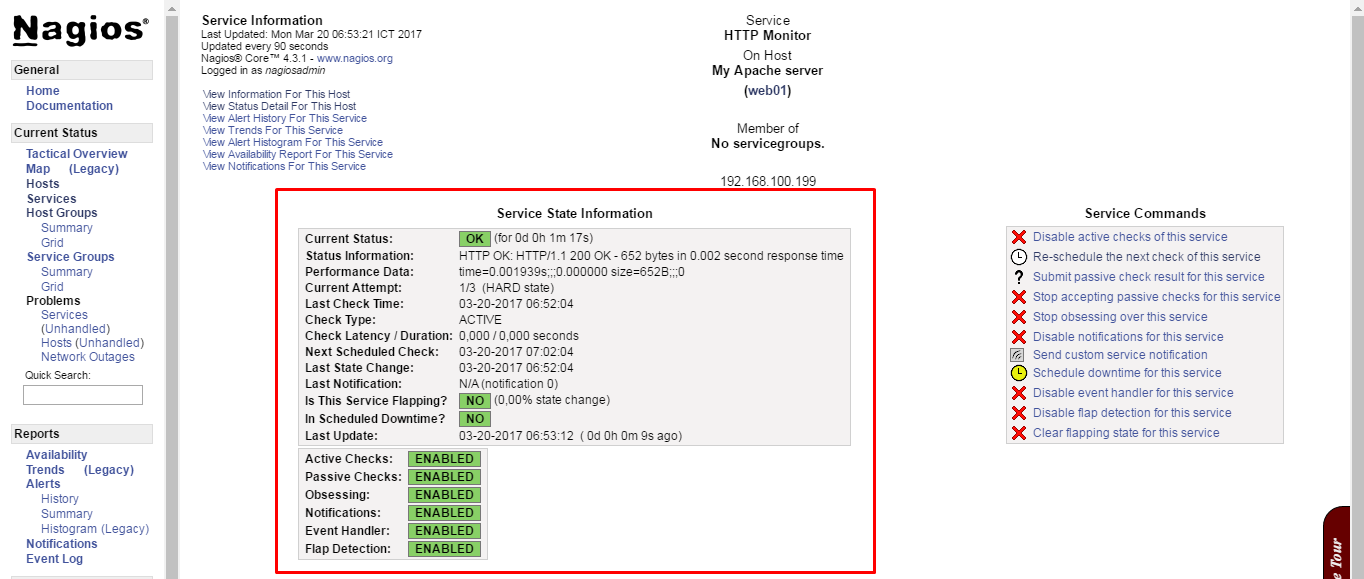 Nagios®
General
Home
Documentation
Current Status
Tactical Overview
Map (Legacy)
Hosts
Services
Host Groups
Summary
Grid
Service Groups
Summary
Grid
Problems
Services
(Unhandled)
Hosts (Unhandled)
Network Outages
Quick Search:
Reports
Availability
Trends (Legacy)
Alerts
History
Summary
Histogram (Legacy)
Notifications
Event Log
Service Information
Last Updated: Mon Mar 20 06:53:21 ICT 2017
Updated every 90 seconds
Nagios® Core™ 4.3.1 - www.nagios.org
Logged in as nagiosadmin
View Information For This Host
View Status Detail For This Host
View Alert History For This Service
View Trends For This Service
View Alert Histogram For This Service
View Availability Report For This Service
View Notifications For This Service
Service
HTTP Monitor
On Host
My Apache server
(web01)
Member of
No servicegroups.
192.168.100.199
Service State Information
Current Status: OK (for 0d 0h 1m 17s)
Status Information: HTTP OK: HTTP/1.1 200 OK - 652 bytes in 0.002 second response time
Performance Data: time=0.001939s;;;0.000000 size=652B;;;0
Current Attempt: 1/3 (HARD state)
Last Check Time: 03-20-2017 06:52:04
Check Type: ACTIVE
Check Latency / Duration: 0,000 / 0,000 seconds
Next Scheduled Check: 03-20-2017 07:02:04
Last State Change: 03-20-2017 06:52:04
Last Notification: N/A (notification 0)
Is This Service Flapping? NO (0,00% state change)
In Scheduled Downtime? NO
Last Update: 03-20-2017 06:53:12 ( 0d 0h 0m 9s ago)
Active Checks: ENABLED
Passive Checks: ENABLED
Obsessing: ENABLED
Notifications: ENABLED
Event Handler: ENABLED
Flap Detection: ENABLED
Service Commands
Disable active checks of this service
Re-schedule the next check of this service
Submit passive check result for this service
Stop accepting passive checks for this service
Stop obsessing over this service
Disable notifications for this service
Send custom service notification
Schedule downtime for this service
Disable event handler for this service
Disable flap detection for this service
Clear flapping state for this service
Tour